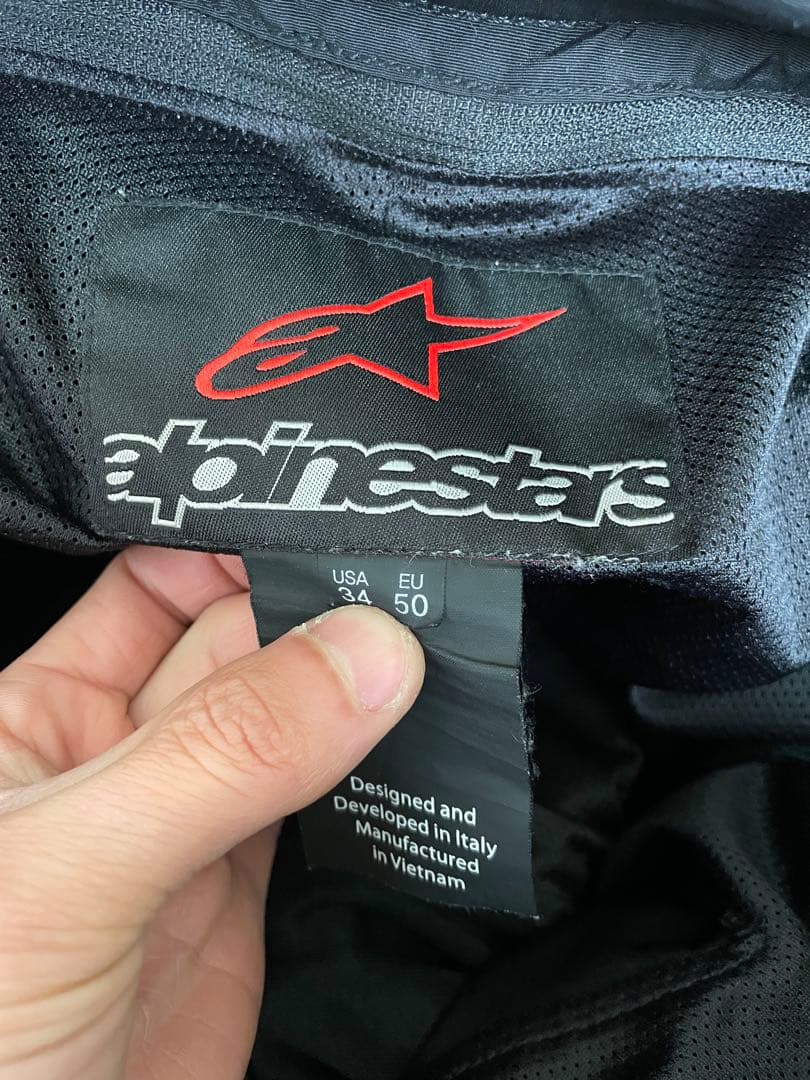 alpinestars
USA EU
34 50
Designed and
Developed in Italy
Manufactured
in Vietnam